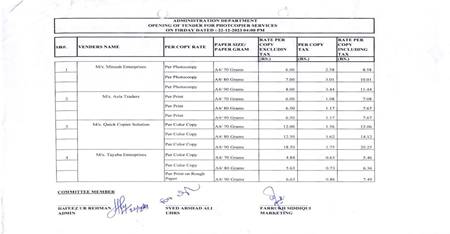 ADMINISTRATION DEPARTMENT
OPENING OF TENDER FOR PHOTCOPIER SERVICES
ON FIRDAY DATED : 22-12-2023 04:00 PM
SR#. VENDERS NAME PER COPY RATE PAPER SIZE/ PAPER GRAM RATE PER COPY EXCLUDIN TAX (RS.) PER COPY TAX (RS.) RATE PER COPY INCLUDING TAX (RS.)
1 M/s. Minash Enterprises Per Photocopy A4/ 70 Grams 6.00 2.58 8.58
Per Photocopy A4/ 80 Grams 7.00 3.01 10.01
Per Photocopy A4/ 90 Grams 8.00 3.44 11.44
2 M/s. Asia Traders Per Print A4/ 70 Grams 6.00 1.08 7.08
Per Print A4/ 80 Grams 6.50 1.17 7.67
Per Print A4/ 90 Grams 6.50 1.17 7.67
3 M/s. Quick Copier Solution Per Color Copy A4/ 70 Grams 12.00 1.56 13.56
Per Color Copy A4/ 80 Grams 12.50 1.62 14.12
Per Color Copy A4/ 90 Grams 18.50 1.75 20.25
4 M/s. Tayaba Enterprises Per Color Copy A4/ 70 Grams 4.84 0.63 5.46
Per Color Copy A4/ 80 Grams 5.63 0.73 6.36
Per Print on Rough Paper A4/ 90 Grams 6.63 0.86 7.49
COMMITTEE MEMBER
HAFEEZ UR REHMAN SYED ARSHAD ALI FARRUKH SIDDIQUI
ADMIN UHRS MARKETING